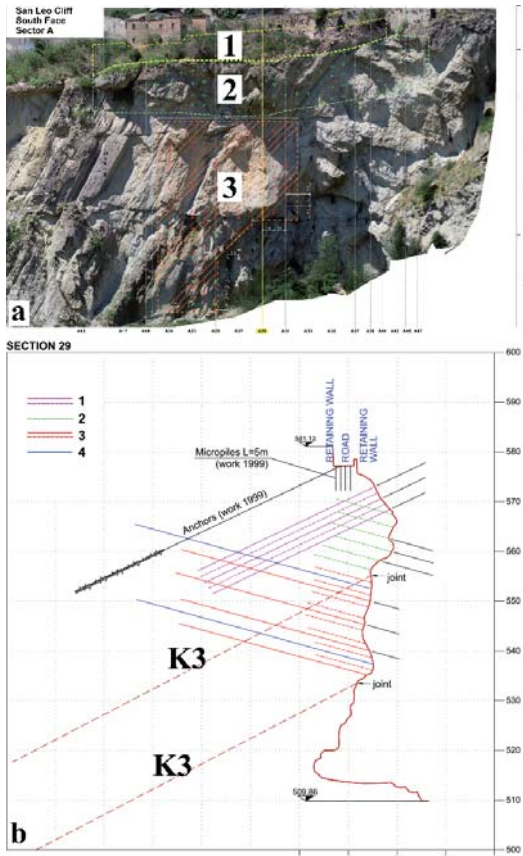 San Leo Cliff
South Face
Sector A
1
2
3
a
SECTION 29
600
590
580
570
560
550
540
530
520
510
500
1
2
3
4
RETAINING WALL
ROAD
RETAINING
WALL
Micropiles L=5m
(work 1999)
Anchors (work 1999)
joint
K3
joint
K3
509.86
b